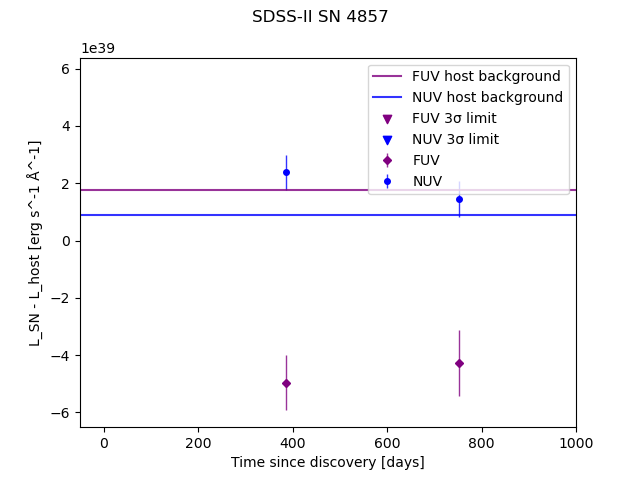 SDSS-II SN 4857
1e39
6
4
2
0
−2
−4
−6
L_SN - L_host [erg s^-1 Å^-1]
FUV host background
NUV host background
FUV 3σ limit
NUV 3σ limit
FUV
NUV
0 200 400 600 800 1000
Time since discovery [days]